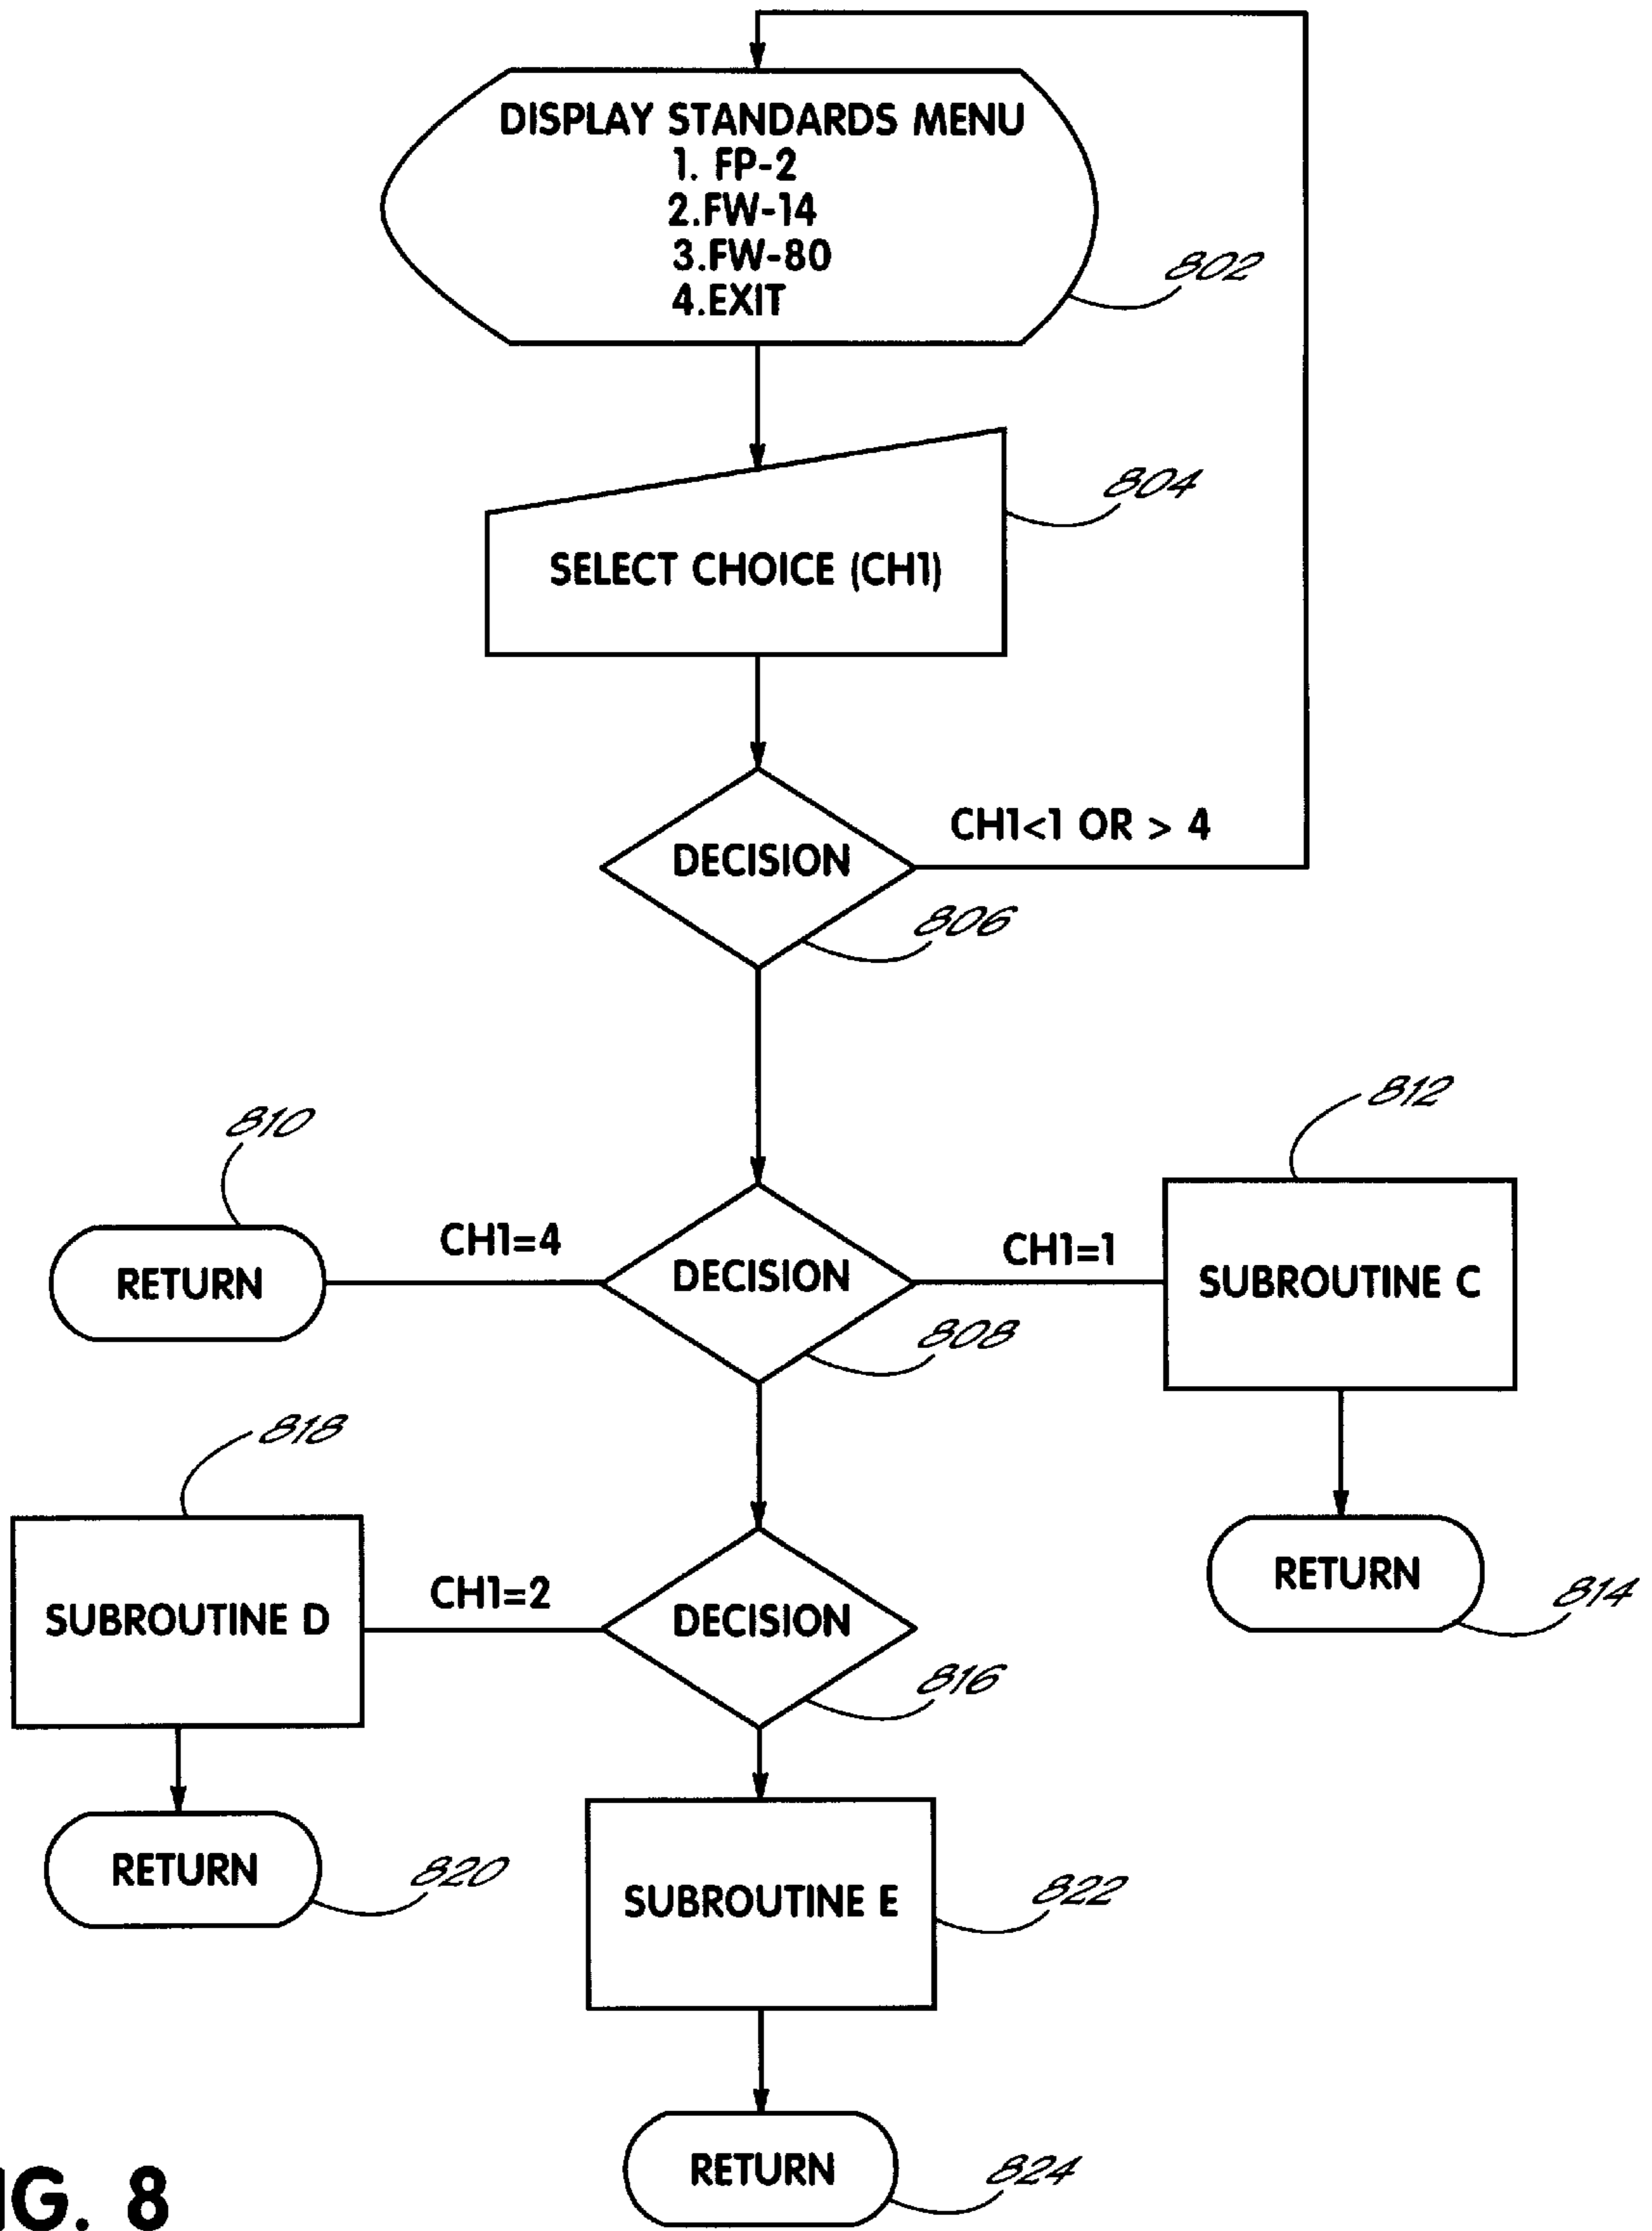 DISPLAY STANDARDS MENU
1. FP-2
2.FW-14
3.FW-80
4.EXIT
802
804
SELECT CHOICE (CH1)
CH1<1 OR > 4
DECISION
806
812
810
CH1=4
DECISION
CH1=1
SUBROUTINE C
RETURN
808
818
CH1=2
DECISION
RETURN
814
SUBROUTINE D
816
RETURN
820
SUBROUTINE E
822
RETURN
824
G. 8